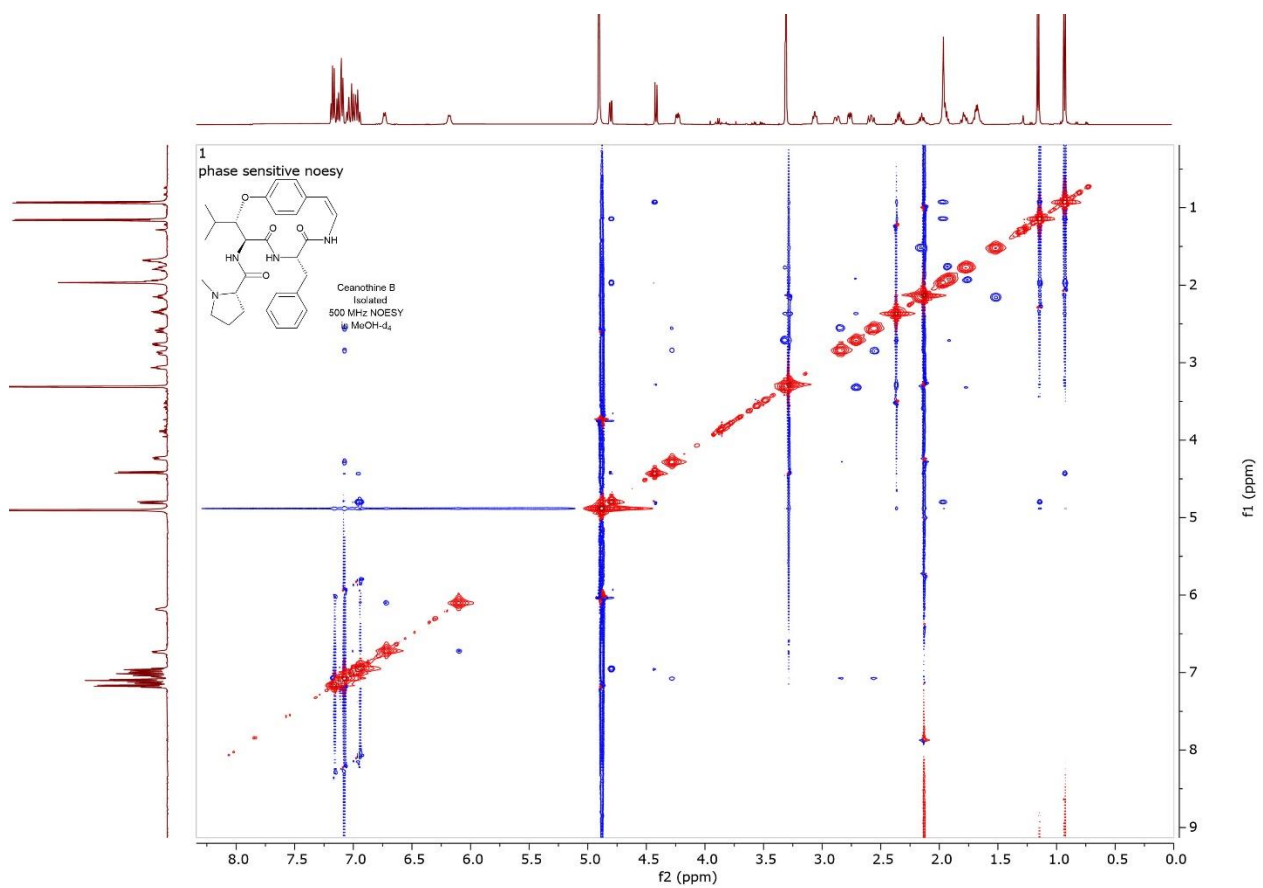 1
phase sensitive noesy
O
O
O
NH
NH
HN
O
N
Ceanothine B
Isolated
500 MHz NOESY
in MeOH-d4
1
2
3
4
5
6
7
8
9
f1 (ppm)
8.0 7.5 7.0 6.5 6.0 5.5 5.0 4.5 4.0 3.5 3.0 2.5 2.0 1.5 1.0 0.5 0.0
f2 (ppm)